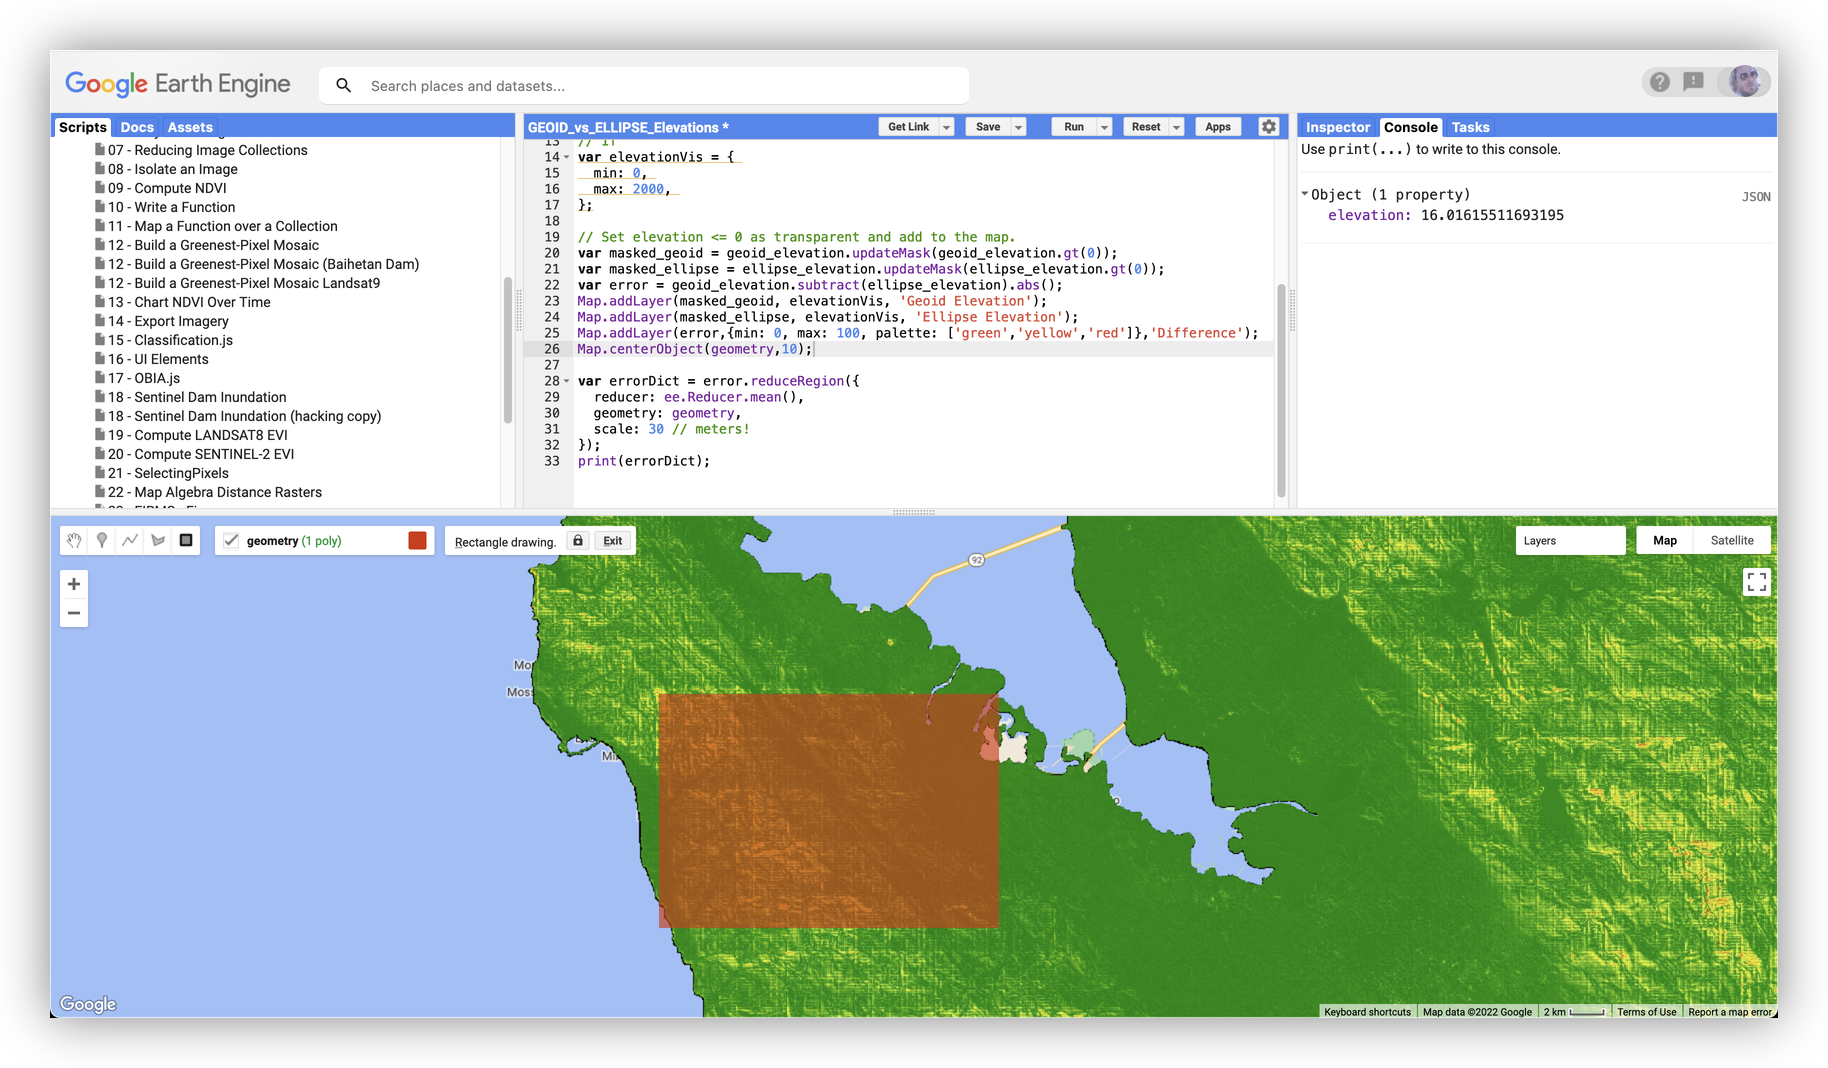 Google Earth Engine
Search places and datasets...
Scripts Docs Assets
07 - Reducing Image Collections
08 - Isolate an Image
09 - Compute NDVI
10 - Write a Function
11 - Map a Function over a Collection
12 - Build a Greenest-Pixel Mosaic
12 - Build a Greenest-Pixel Mosaic (Baihetan Dam)
12 - Build a Greenest-Pixel Mosaic Landsat9
13 - Chart NDVI Over Time
14 - Export Imagery
15 - Classification.js
16 - UI Elements
17 - OBIA.js
18 - Sentinel Dam Inundation
18 - Sentinel Dam Inundation (hacking copy)
19 - Compute LANDSAT8 EVI
20 - Compute SENTINEL-2 EVI
21 - SelectingPixels
22 - Map Algebra Distance Rasters
GEOID_vs_ELLIPSE_Elevations *
Get Link Save Run Reset Apps
13 // IT
14 var elevationVis = {
15 min: 0,
16 max: 2000,
17 };
18
19 // Set elevation <= 0 as transparent and add to the map.
20 var masked_geoid = geoid_elevation.updateMask(geoid_elevation.gt(0));
21 var masked_ellipse = ellipse_elevation.updateMask(ellipse_elevation.gt(0));
22 var error = geoid_elevation.subtract(ellipse_elevation).abs();
23 Map.addLayer(masked_geoid, elevationVis, 'Geoid Elevation');
24 Map.addLayer(masked_ellipse, elevationVis, 'Ellipse Elevation');
25 Map.addLayer(error,{min: 0, max: 100, palette: ['green','yellow','red']},'Difference');
26 Map.centerObject(geometry,10);
27
28 var errorDict = error.reduceRegion({
29 reducer: ee.Reducer.mean(),
30 geometry: geometry,
31 scale: 30 // meters!
32 });
33 print(errorDict);
Inspector Console Tasks
Use print(...) to write to this console.
Object (1 property)
JSON
elevation: 16.01615511693195
geometry (1 poly)
Rectangle drawing.
Exit
Layers
Map Satellite
+
−
92
Mo
Moss
Mi
Google
Keyboard shortcuts
Map data ©2022 Google
2 km
Terms of Use
Report a map error